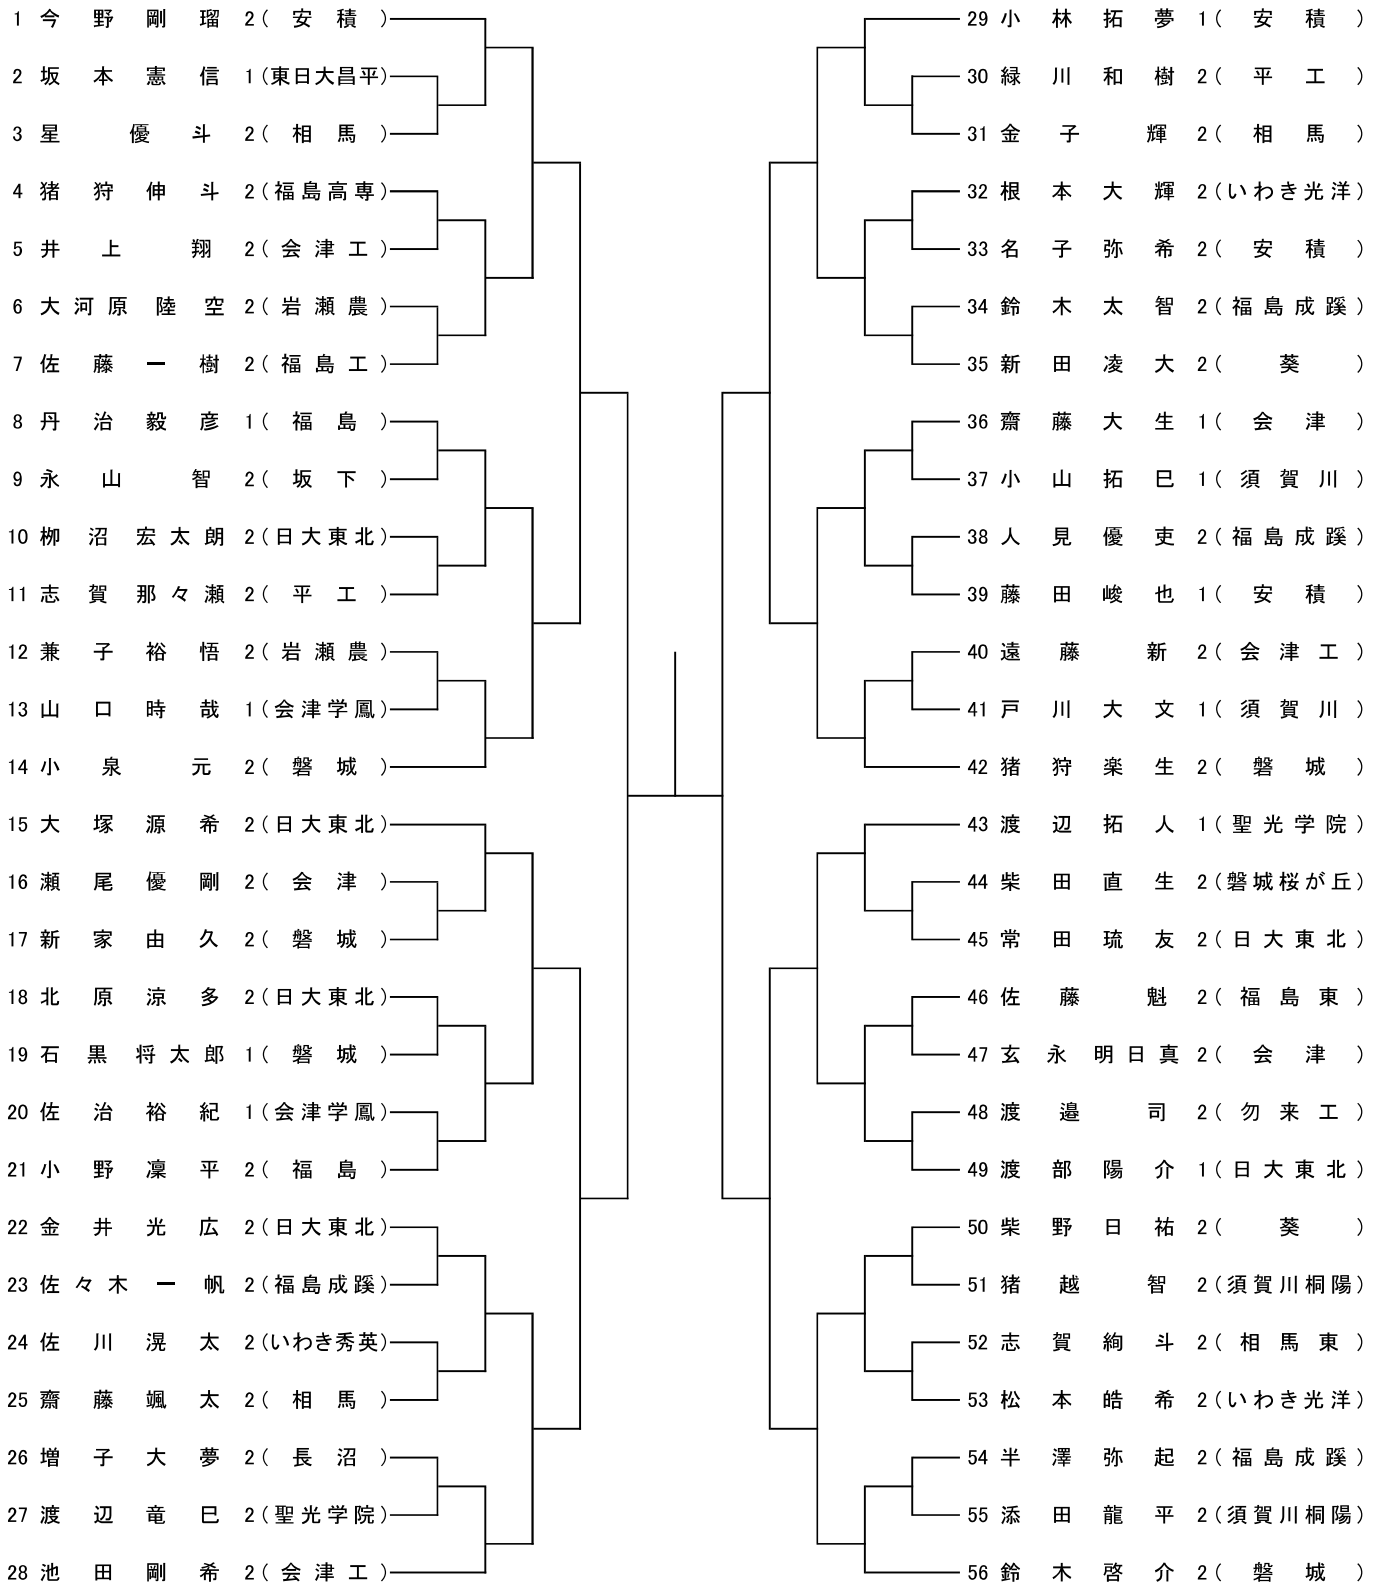 1 今野剛瑠 2(安積)
2 坂本憲信 1(東日大昌平)
3 星優斗 2(相馬)
4 猪狩伸斗 2(福島高専)
5 井上翔 2(会津工)
6 大河原陸空 2(岩瀬農)
7 佐藤一樹 2(福島工)
8 丹治毅彦 1(福島)
9 永山智 2(坂下)
10 栁沼宏太朗 2(日大東北)
11 志賀那々瀬 2(平工)
12 兼子裕悟 2(岩瀬農)
13 山口時哉 1(会津学鳳)
14 小泉元 2(磐城)
15 大塚源希 2(日大東北)
16 瀬尾優剛 2(会津)
17 新家由久 2(磐城)
18 北原涼多 2(日大東北)
19 石黒将太郎 1(磐城)
20 佐治裕紀 1(会津学鳳)
21 小野凜平 2(福島)
22 金井光広 2(日大東北)
23 佐々木一帆 2(福島成蹊)
24 佐川滉太 2(いわき秀英)
25 齋藤颯太 2(相馬)
26 増子大夢 2(長沼)
27 渡辺竜巳 2(聖光学院)
28 池田剛希 2(会津工)
29 小林拓夢 1(安積)
30 緑川和樹 2(平工)
31 金子輝 2(相馬)
32 根本大輝 2(いわき光洋)
33 名子弥希 2(安積)
34 鈴木太智 2(福島成蹊)
35 新田凌大 2(葵)
36 齋藤大生 1(会津)
37 小山拓巳 1(須賀川)
38 人見優吏 2(福島成蹊)
39 藤田峻也 1(安積)
40 遠藤新 2(会津工)
41 戸川大文 1(須賀川)
42 猪狩楽生 2(磐城)
43 渡辺拓人 1(聖光学院)
44 柴田直生 2(磐城桜が丘)
45 常田琉友 2(日大東北)
46 佐藤魁 2(福島東)
47 玄永明日真 2(会津)
48 渡邉司 2(勿来工)
49 渡部陽介 1(日大東北)
50 柴野日祐 2(葵)
51 猪越智 2(須賀川桐陽)
52 志賀絢斗 2(相馬東)
53 松本皓希 2(いわき光洋)
54 半澤弥起 2(福島成蹊)
55 添田龍平 2(須賀川桐陽)
56 鈴木啓介 2(磐城)